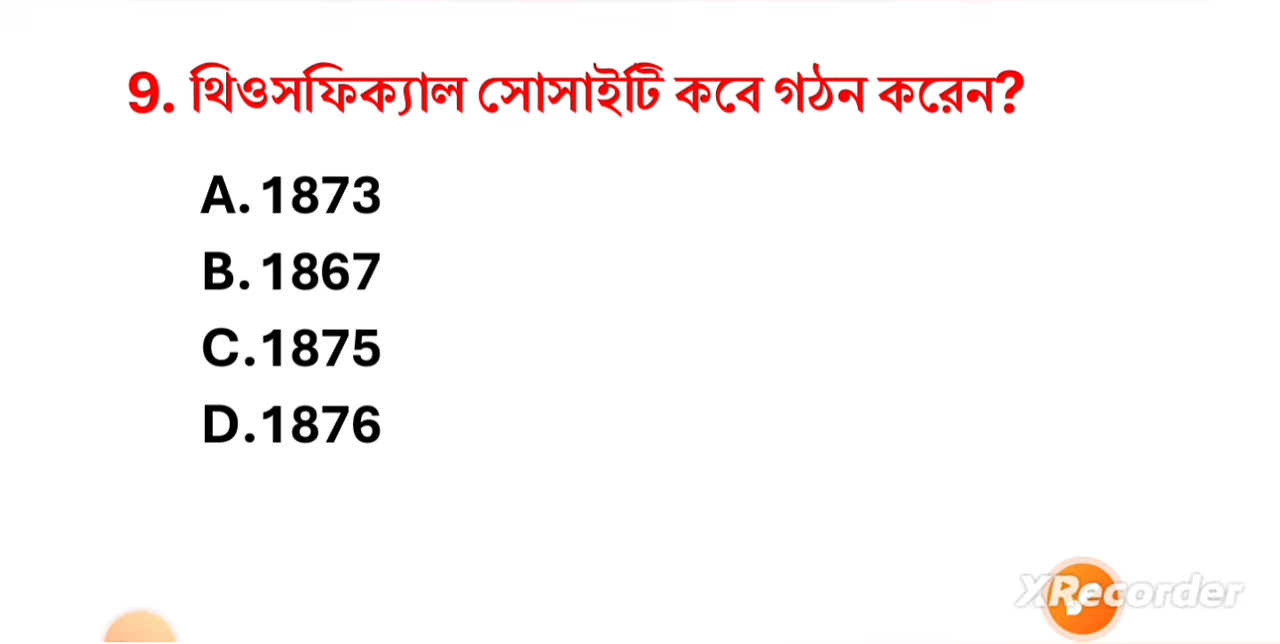 9. থিওসফিক্যাল সোসাইটি কবে গঠন করেন?
A. 1873
B. 1867
C.1875
D.1876
XRecorder